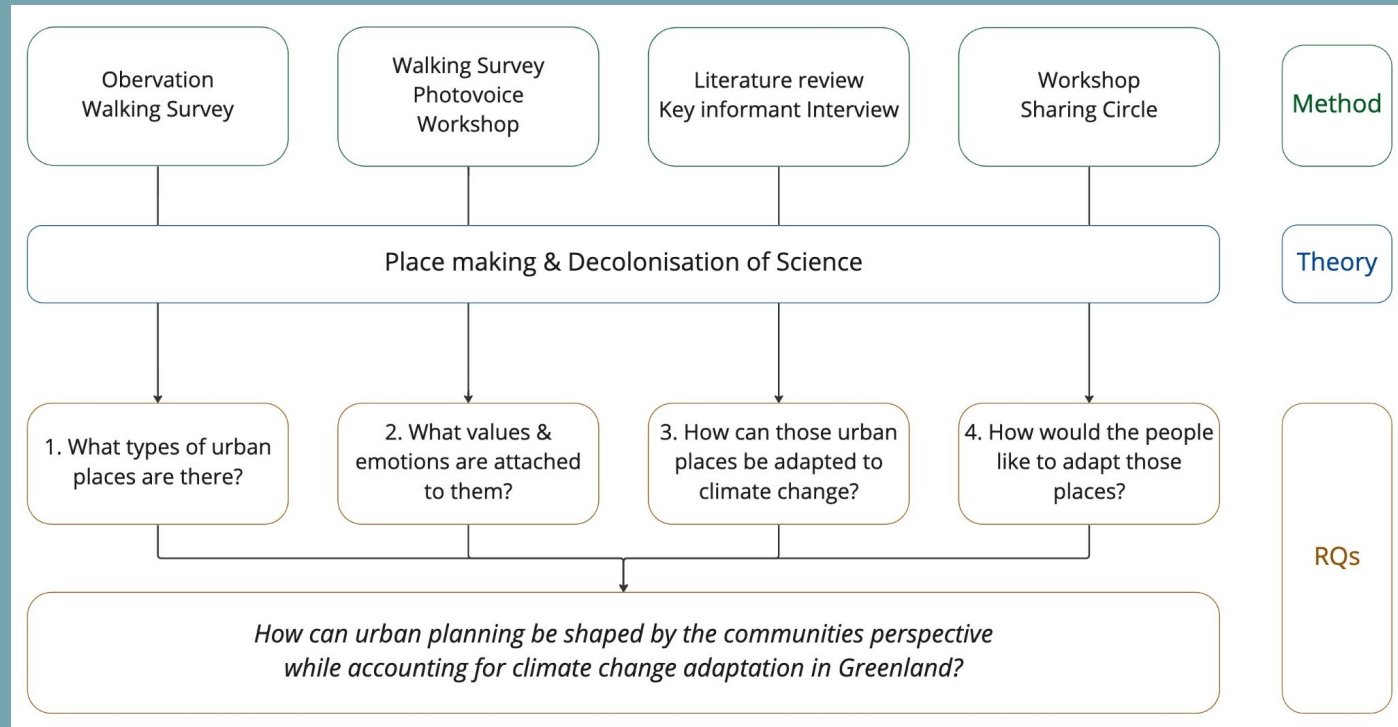 Obervation
Walking Survey
Walking Survey
Photovoice
Workshop
Literature review
Key informant Interview
Workshop
Sharing Circle
Method
Place making & Decolonisation of Science
Theory
1. What types of urban
places are there?
2. What values &
emotions are attached
to them?
3. How can those urban
places be adapted to
climate change?
4. How would the people
like to adapt those
places?
RQs
How can urban planning be shaped by the communities perspective
while accounting for climate change adaptation in Greenland?